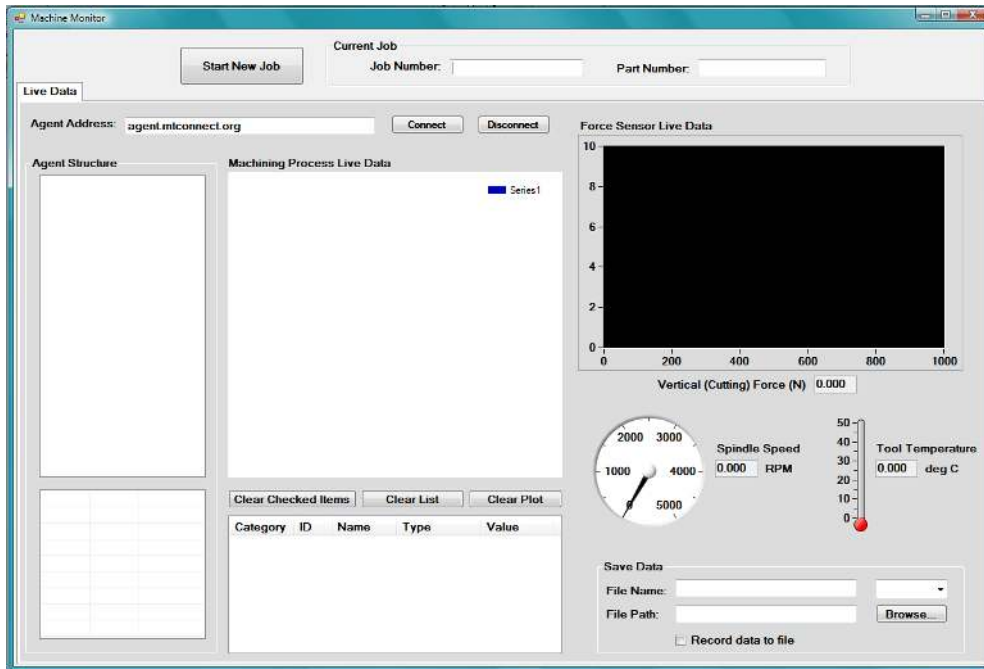 Machine Monitor
Start New Job
Current Job
Job Number:
Part Number:
Live Data
Agent Address:
agent.mtconnect.org
Connect
Disconnect
Agent Structure
Machining Process Live Data
Series1
Clear Checked Items
Clear List
Clear Plot
Category ID Name Type Value
Force Sensor Live Data
10
8
6
4
2
0
0 200 400 600 800 1000
Vertical (Cutting) Force (N) 0.000
2000 3000
1000 4000
0 5000
Spindle Speed
0.000 RPM
50
40
30
20
10
0
Tool Temperature
0.000 deg C
Save Data
File Name:
File Path:
Browse...
Record data to file